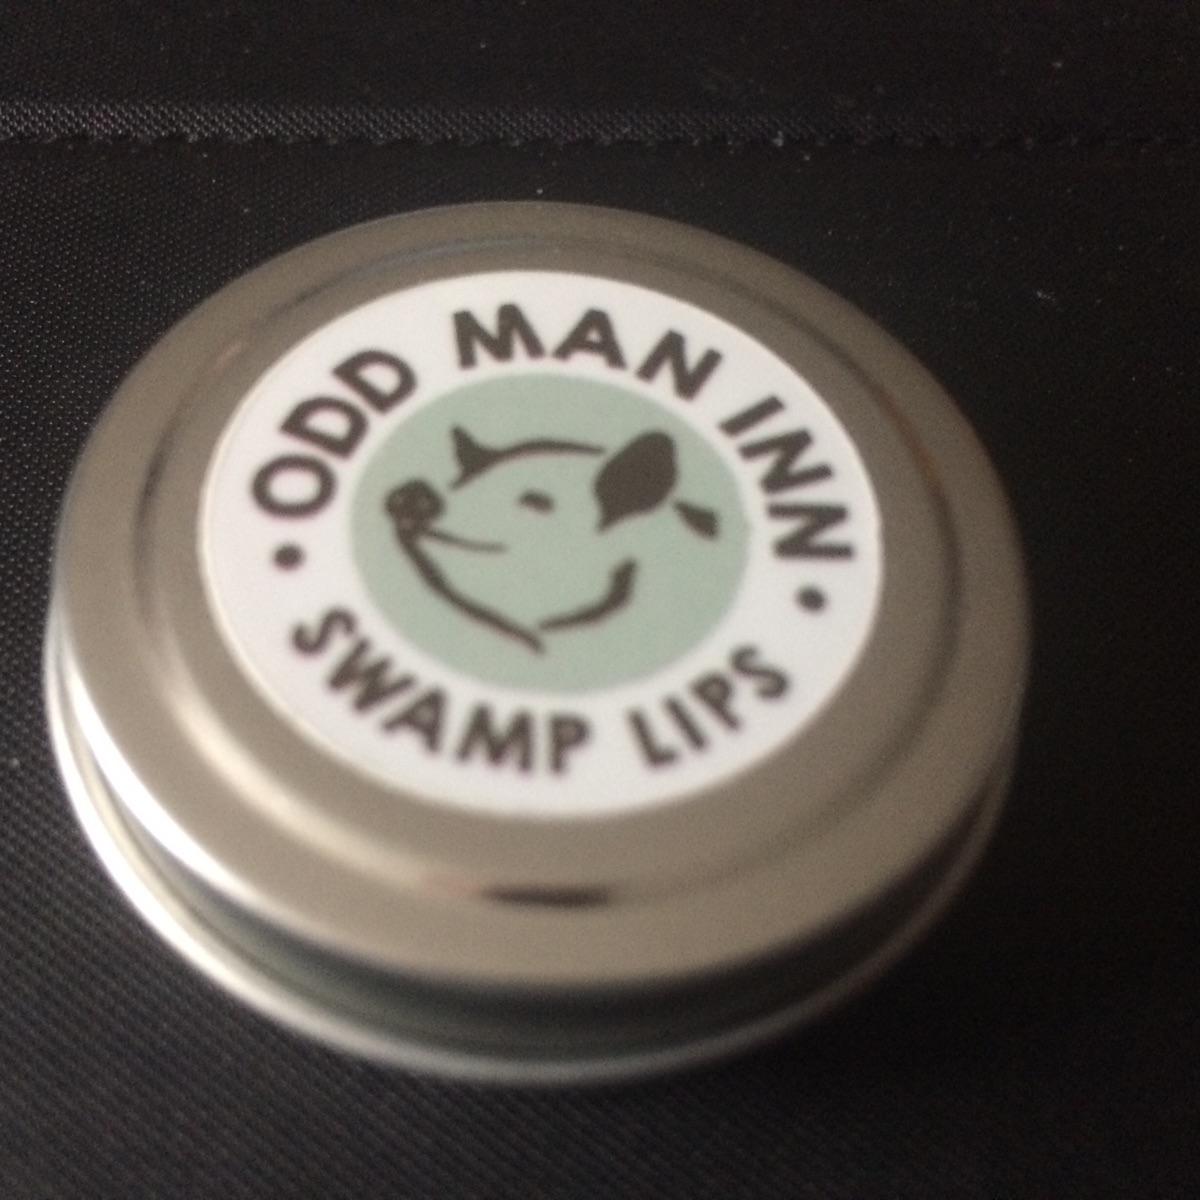 • ODD MAN INN •
SWAMP LIPS